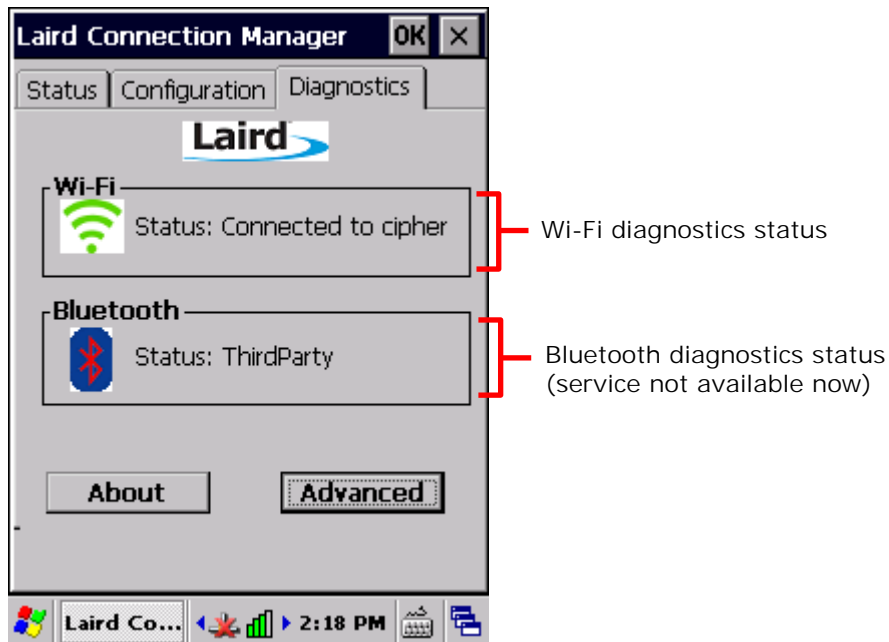 Laird Connection Manager OK ×
Status Configuration Diagnostics
Laird
Wi-Fi
Status: Connected to cipher
Wi-Fi diagnostics status
Bluetooth
Status: ThirdParty
Bluetooth diagnostics status
(service not available now)
About Advanced
Laird Co... 2:18 PM